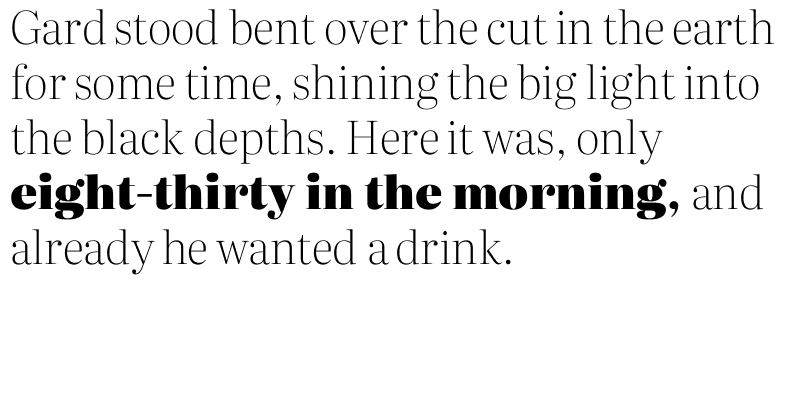 Gard stood bent over the cut in the earth
for some time, shining the big light into
the black depths. Here it was, only
eight-thirty in the morning, and
already he wanted a drink.